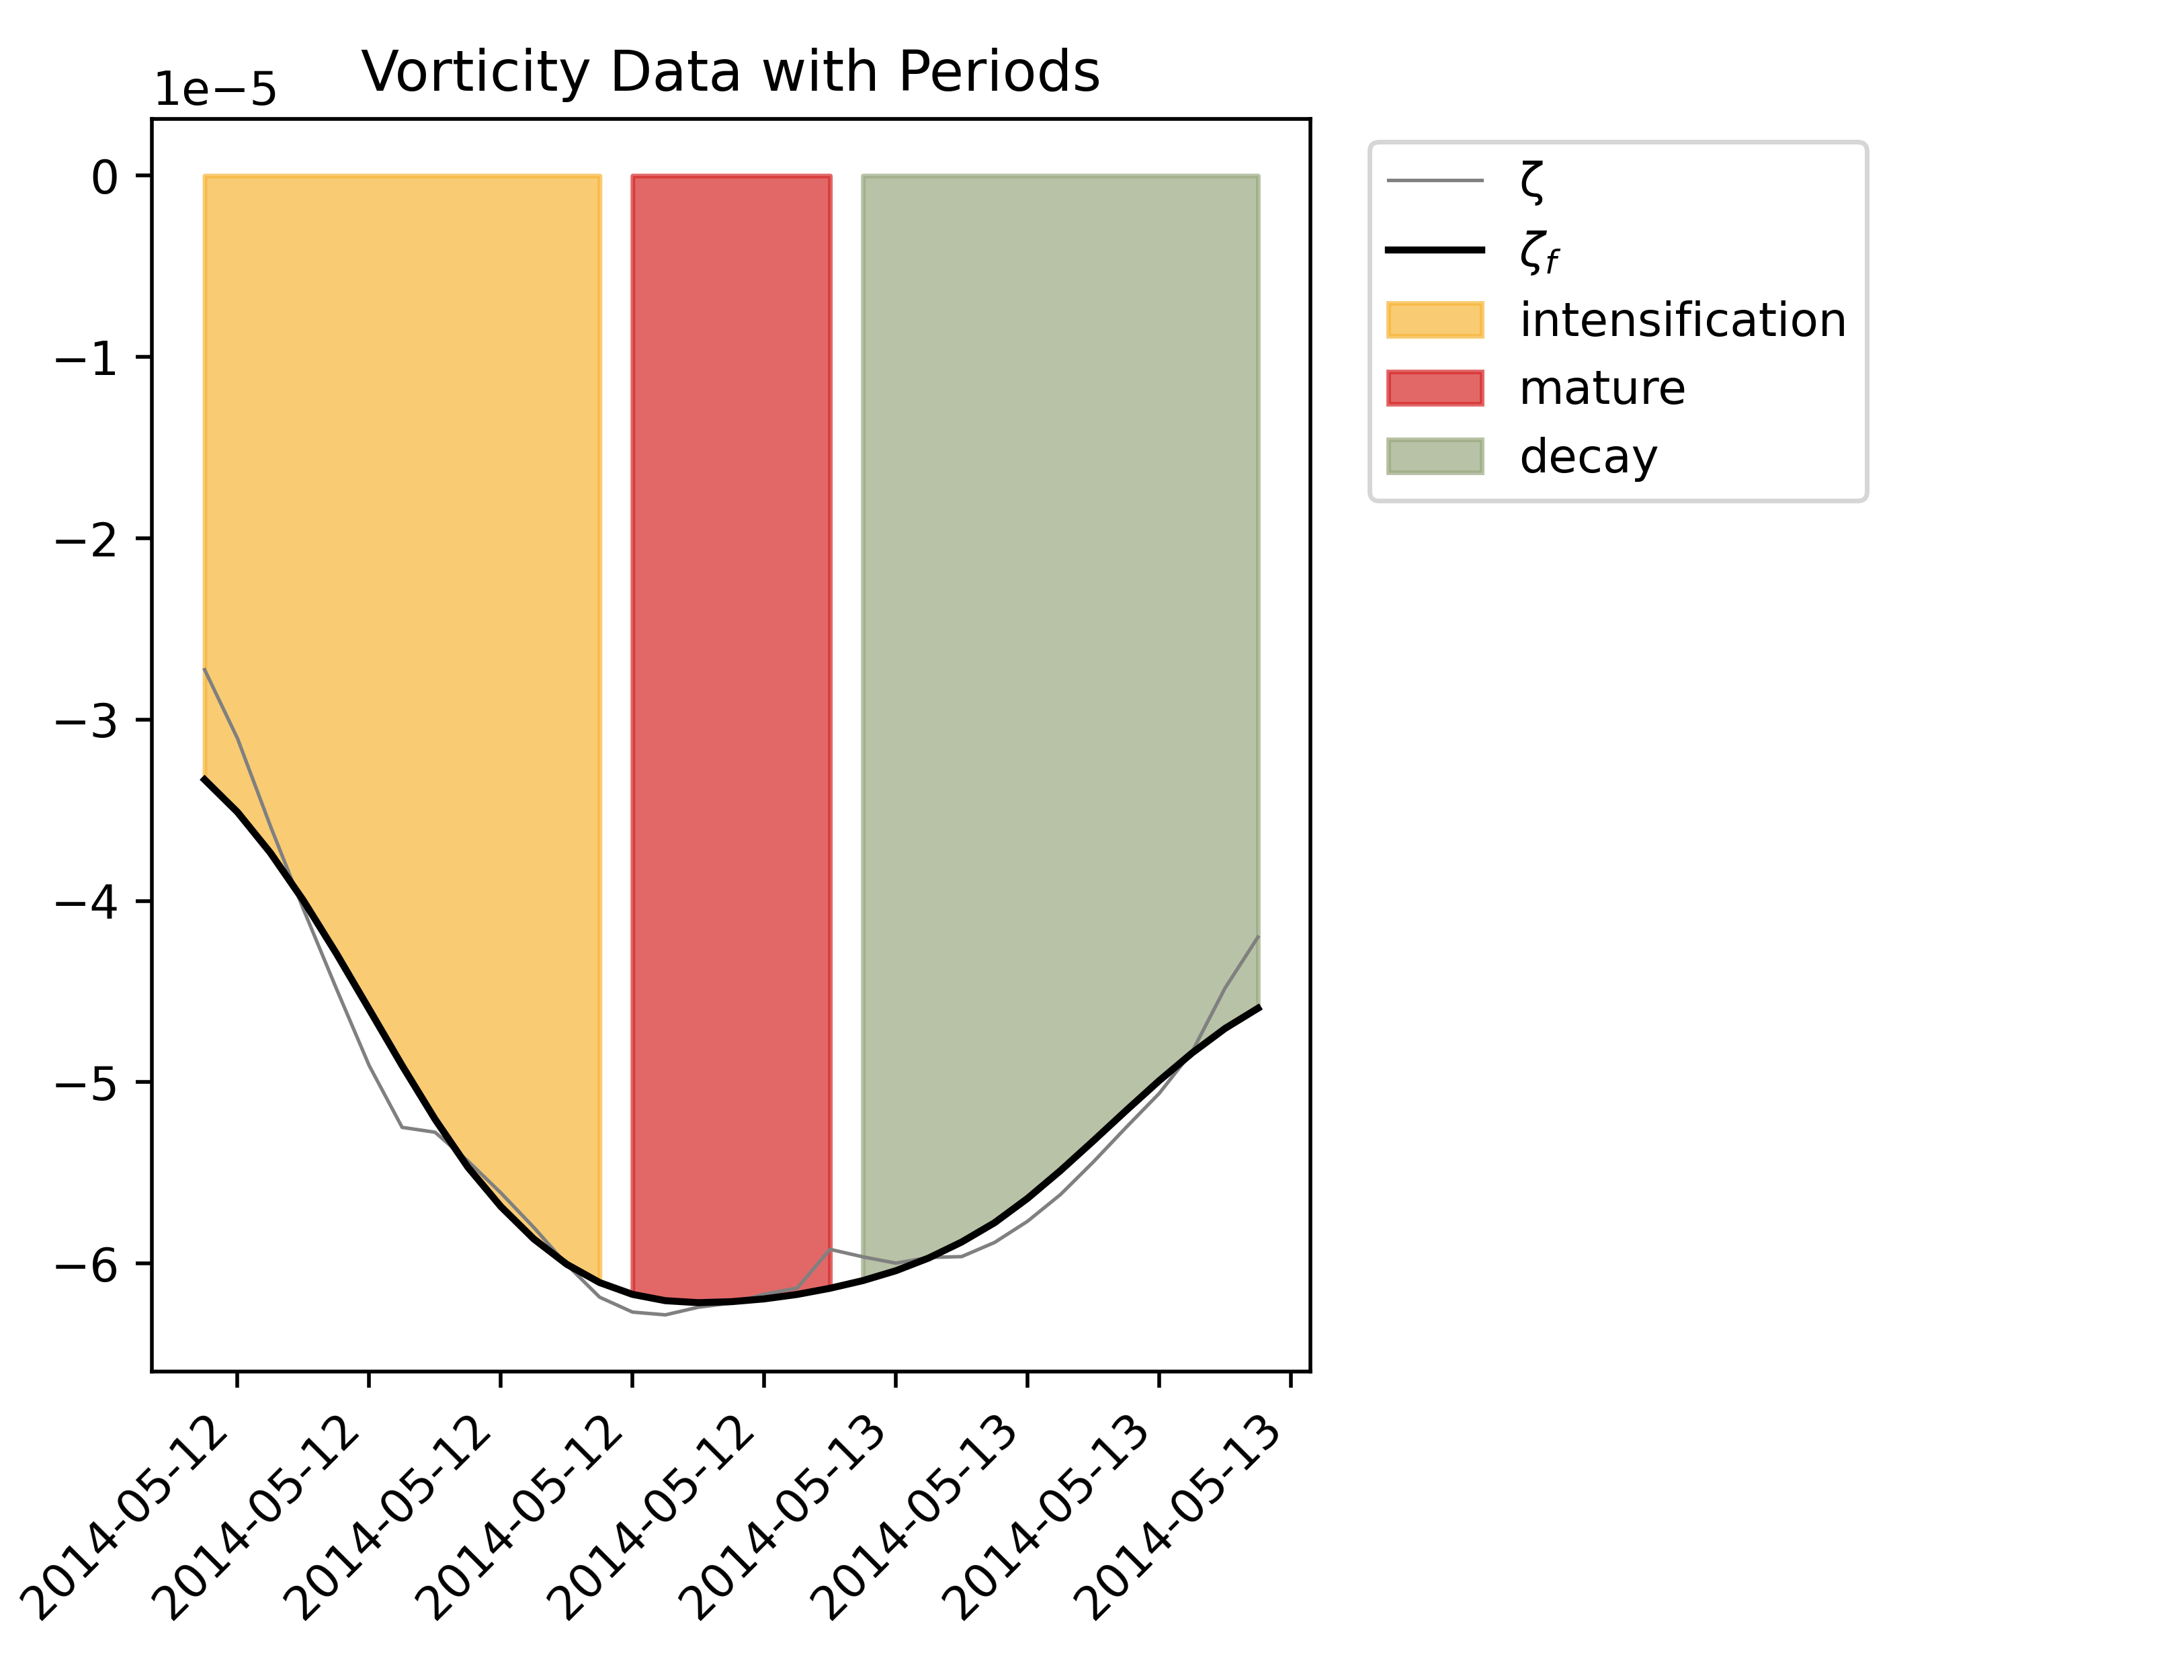 Vorticity Data with Periods
1e−5
0
−1
−2
−3
−4
−5
−6
2014-05-12
2014-05-12
2014-05-12
2014-05-12
2014-05-12
2014-05-13
2014-05-13
2014-05-13
2014-05-13
ζ
ζf
intensification
mature
decay